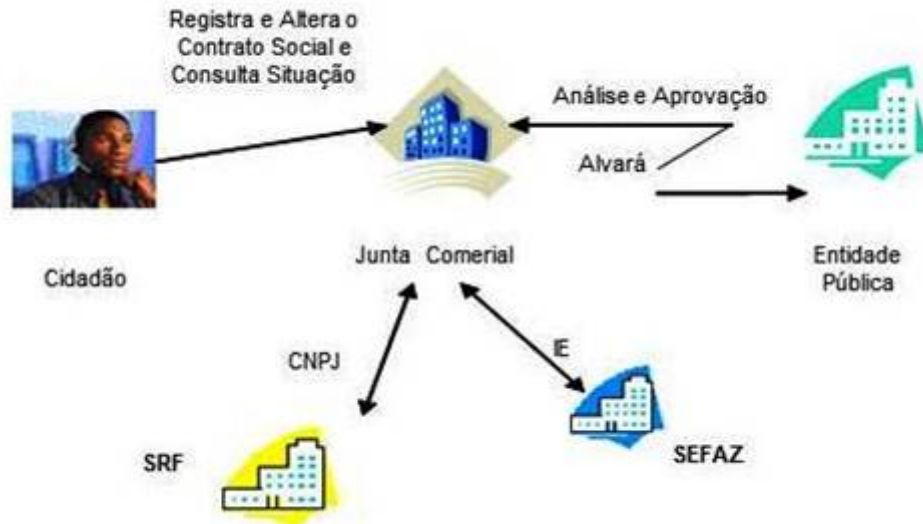 Registra e Altera o
Contrato Social e
Consulta Situação
Análise e Aprovação
Alvará
Cidadão
Junta Comerial
Entidade
Pública
CNPJ
IE
SRF
SEFAZ